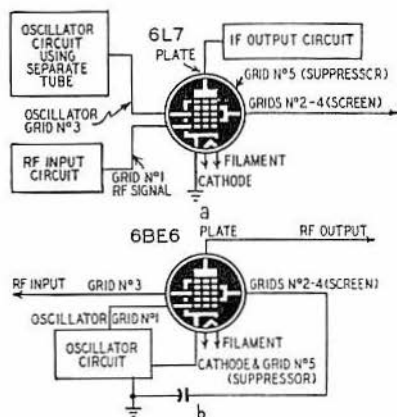 OSCILLATOR
CIRCUIT
USING
SEPARATE
TUBE
6L7
PLATE
IF OUTPUT CIRCUIT
GRID Nº5 (SUPPRESSOR)
GRIDS Nº2-4 (SCREEN)
OSCILLATOR
GRID Nº3
RF INPUT
CIRCUIT
GRID Nº1
RF SIGNAL
FILAMENT
CATHODE
a
6BE6
PLATE
RF OUTPUT
RF INPUT
GRID Nº3
GRIDS Nº2-4 (SCREEN)
OSCILLATOR
GRID Nº1
OSCILLATOR
CIRCUIT
FILAMENT
CATHODE & GRID Nº5
(SUPPRESSOR)
b